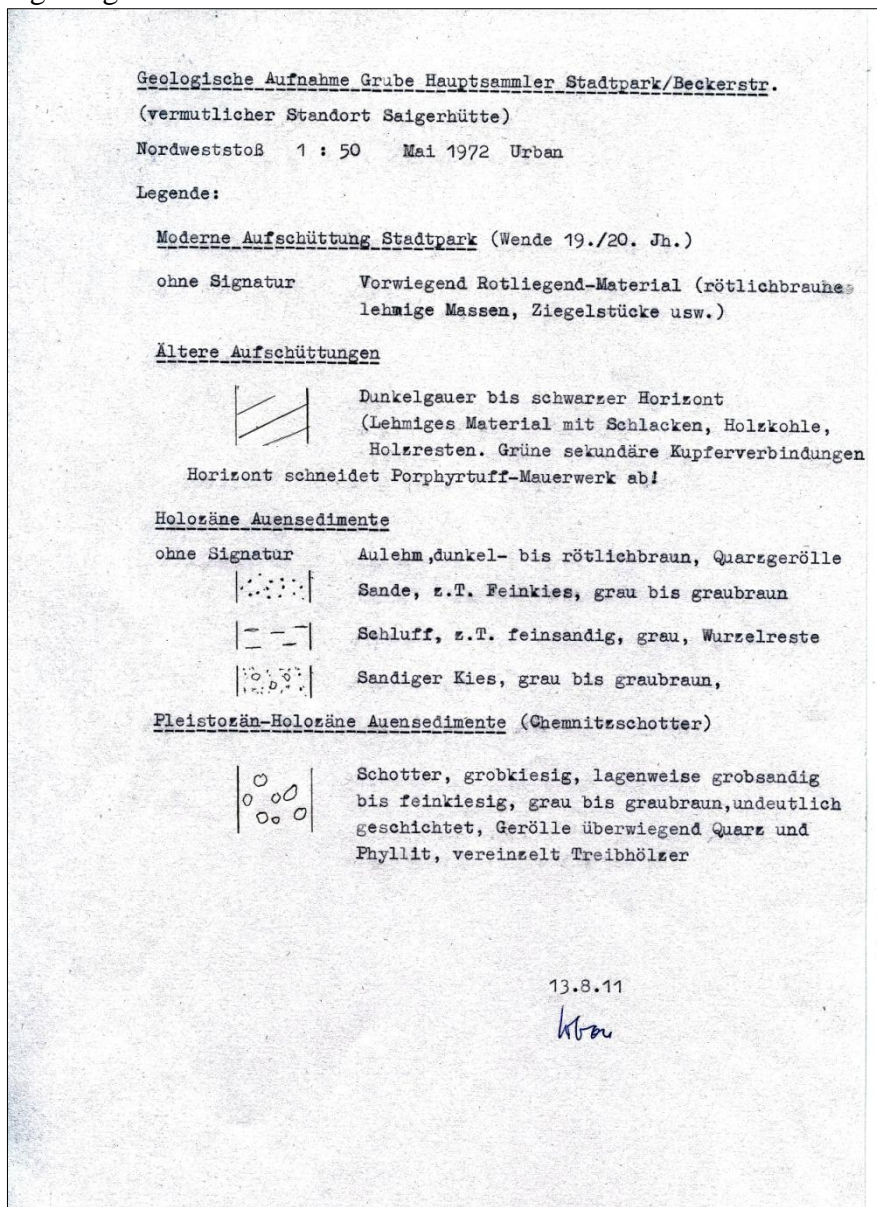 Geologische Aufnahme Grube Hauptsammler Stadtpark/Beckerstr.
(vermutlicher Standort Saigerhütte)
Nordweststoß 1 : 50 Mai 1972 Urban
Legende:
Moderne Aufschüttung Stadtpark (Wende 19./20. Jh.)
ohne Signatur Vorwiegend Rotliegend-Material (rötlichbraune
lehmige Massen, Ziegelstücke usw.)
Ältere Aufschüttungen
Dunkelgauer bis schwarzer Horizont
(Lehmiges Material mit Schlacken, Holzkohle,
Holzresten. Grüne sekundäre Kupferverbindungen
Horizont schneidet Porphyrtuff-Mauerwerk ab!
Holozäne Auensedimente
ohne Signatur Aulehm,dunkel- bis rötlichbraun, Quarzgerölle
Sande, z.T. Feinkies, grau bis graubraun
Schluff, z.T. feinsandig, grau, Wurzelreste
Sandiger Kies, grau bis graubraun,
Pleistozän-Holozäne Auensedimente (Chemnitzschotter)
Schotter, grobkiesig, lagenweise grobsandig
bis feinkiesig, grau bis graubraun,undeutlich
geschichtet, Gerölle überwiegend Quarz und
Phyllit, vereinzelt Treibhölzer
13.8.11